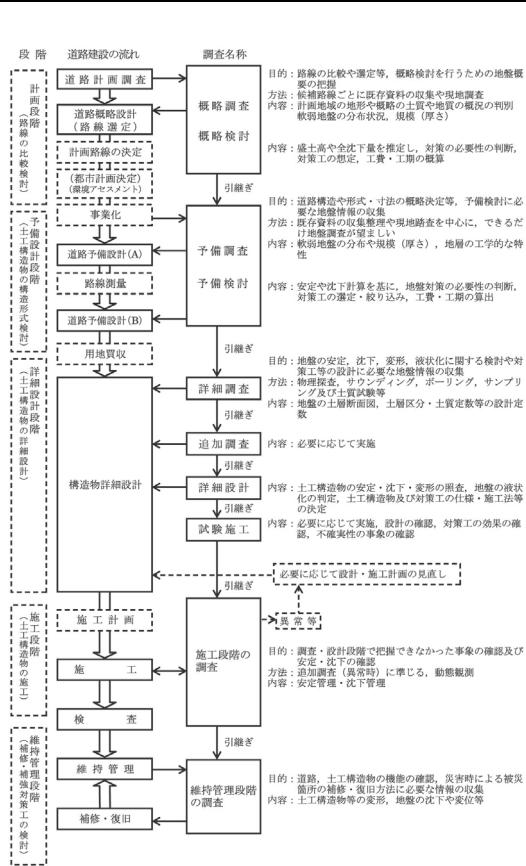 段階　道路建設の流れ　調査名称
計画段階
（路線の比較検討）
道路計画調査
道路概略設計
（路線選定）
計画路線の決定
（都市計画決定）
（環境アセスメント）
事業化
概略調査
概略検討
目的：路線の比較や選定等，概略検討を行うための地盤概
要の把握
方法：候補路線ごとに既存資料の収集や現地調査
内容：計画地域の地形や概略の土質や地質の概況の判別
軟弱地盤の分布状況，規模（厚さ）
内容：盛土高や全沈下量を推定し，対策の必要性の判断，
対策工の想定，工費・工期の概算
引継ぎ
予備設計段階
（土工構造物の構造形式検討）
道路予備設計(A)
路線測量
道路予備設計(B)
用地買収
予備調査
予備検討
目的：道路構造や形式・寸法の概略決定等，予備検討に必
要な地盤情報の収集
方法：既存資料の収集整理や現地踏査を中心に，できるだ
け地盤調査が望ましい
内容：軟弱地盤の分布や規模（厚さ），地層の工学的な特
性
内容：安定や沈下計算を基に，地盤対策の必要性の判断，
対策工の選定・絞り込み，工費・工期の算出
引継ぎ
詳細設計段階
（土工構造物の詳細設計）
構造物詳細設計
詳細調査
目的：地盤の安定，沈下，変形，液状化に関する検討や対
策工等の設計に必要な地盤情報の収集
方法：物理探査，サウンディング，ボーリング，サンプリ
ング及び土質試験等
内容：地盤の土層断面図，土層区分・土質定数等の設計定
数
引継ぎ
追加調査
内容：必要に応じて実施
引継ぎ
詳細設計
内容：土工構造物の安定・沈下・変形の照査，地盤の液状
化の判定，土工構造物及び対策工の仕様・施工法等
の決定
引継ぎ
試験施工
内容：必要に応じて実施，設計の確認，対策工の効果の確
認，不確実性の事象の確認
必要に応じて設計・施工計画の見直し
引継ぎ
異常等
施工段階
（土工構造物の施工）
施工計画
施工
検査
施工段階の
調査
目的：調査・設計段階で把握できなかった事象の確認及び
安定・沈下の確認
方法：追加調査（異常時）に準じる，動態観測
内容：安定管理・沈下管理
引継ぎ
維持管理段階
（補修・補強対策工の検討）
維持管理
補修・復旧
維持管理段階
の調査
目的：道路，土工構造物の機能の確認，災害時による被災
箇所の補修・復旧方法に必要な情報の収集
内容：土工構造物等の変形，地盤の沈下や変位等